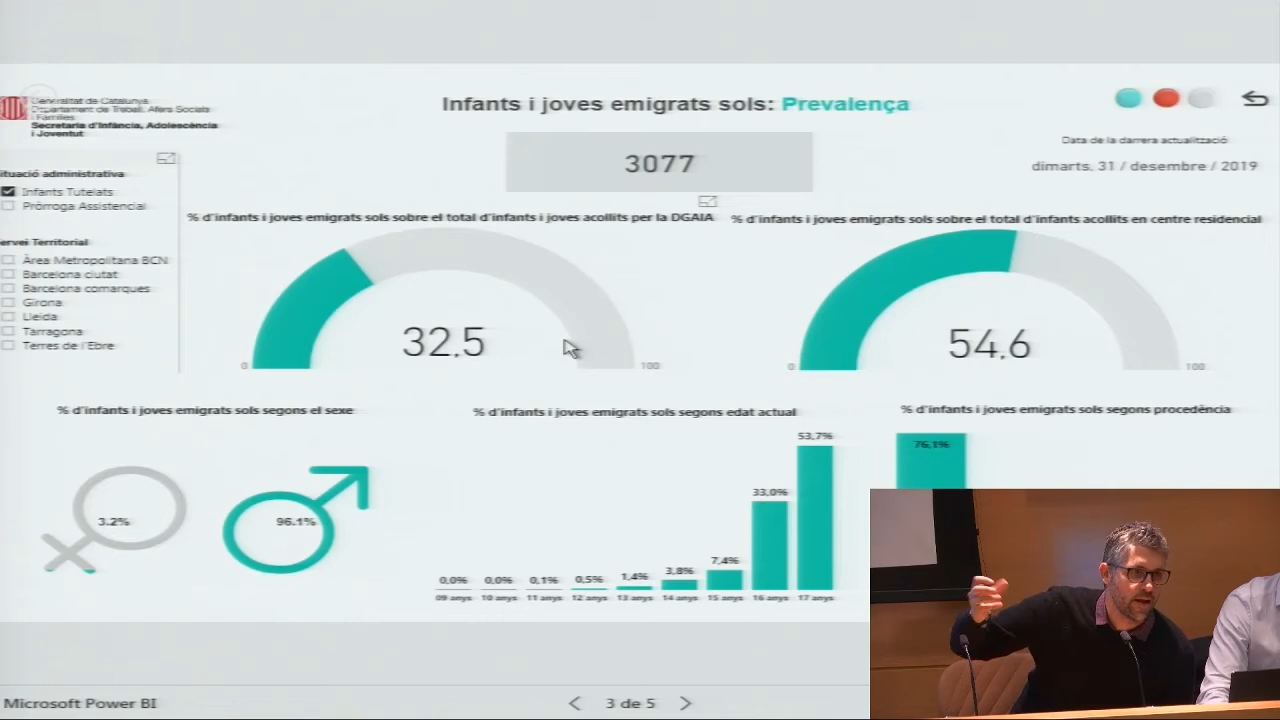 Generalitat de Catalunya
Departament de Treball, Afers Socials
i Famílies
Secretaria d'Infància, Adolescència
i Joventut
Infants i joves emigrats sols: Prevalença
3077
Data de la darrera actualització
dimarts, 31 / desembre / 2019
ituació administrativa
Infants Tutelats
Pròrroga Assistencial
ervei Territorial
Àrea Metropolitana BCN
Barcelona ciutat
Barcelona comarques
Girona
Lleida
Tarragona
Terres de l'Ebre
% d'infants i joves emigrats sols sobre el total d'infants i joves acollits per la DGAIA
32,5
0
100
% d'infants i joves emigrats sols sobre el total d'infants acollits en centre residencial
54,6
0
100
% d'infants i joves emigrats sols segons el sexe
3.2%
96.1%
% d'infants i joves emigrats sols segons edat actual
0,0% 0,0% 0,1% 0,5% 1,4% 3,8% 7,4% 33,0% 53,7%
09 anys 10 anys 11 anys 12 anys 13 anys 14 anys 15 anys 16 anys 17 anys
% d'infants i joves emigrats sols segons procedència
76,1%
Microsoft Power BI
3 de 5